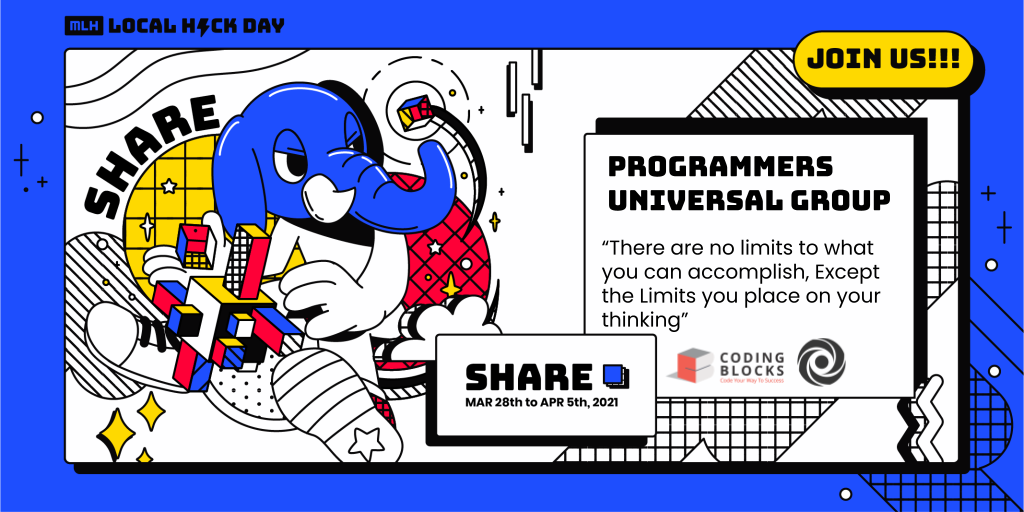 MLH LOCAL HACK DAY
JOIN US!!!
SHARE
PROGRAMMERS
UNIVERSAL GROUP
“There are no limits to what
you can accomplish, Except
the Limits you place on your
thinking”
CODING
BLOCKS
Code Your Way To Success
SHARE
MAR 28th to APR 5th, 2021